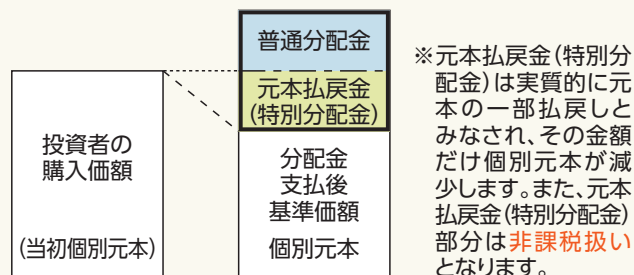 普通分配金
元本払戻金
(特別分配金)
投資者の
購入価額
(当初個別元本)
分配金
支払後
基準価額
個別元本
※元本払戻金(特別分
配金)は実質的に元
本の一部払戻しと
みなされ、その金額
だけ個別元本が減
少します。また、元本
払戻金(特別分配金)
部分は非課税扱い
となります。